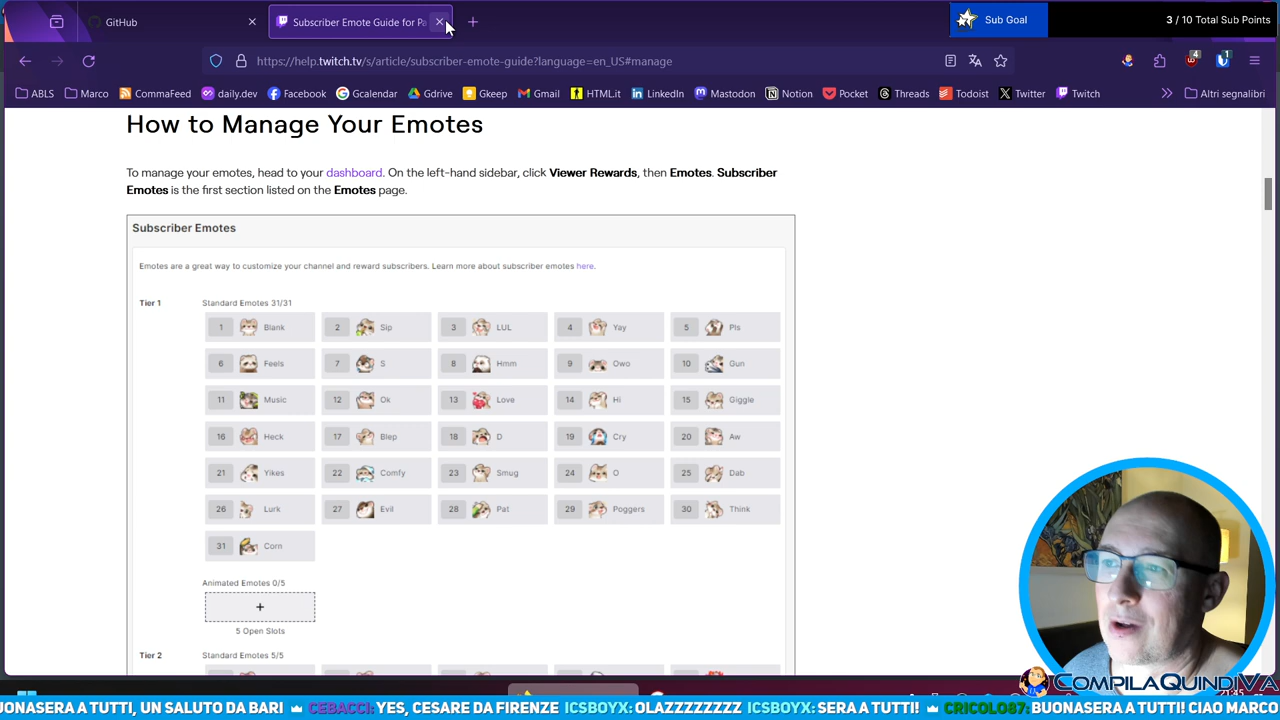 GitHub
Subscriber Emote Guide for Pa
Sub Goal
3 / 10 Total Sub Points
https://help.twitch.tv/s/article/subscriber-emote-guide?language=en_US#manage
4
1
ABLS
Marco
CommaFeed
daily.dev
Facebook
Gcalendar
Gdrive
Gkeep
Gmail
HTML.it
LinkedIn
Mastodon
Notion
Pocket
Threads
Todoist
Twitter
Twitch
Altri segnalibri
How to Manage Your Emotes
To manage your emotes, head to your dashboard. On the left-hand sidebar, click Viewer Rewards, then Emotes. Subscriber
Emotes is the first section listed on the Emotes page.
Subscriber Emotes
Emotes are a great way to customize your channel and reward subscribers. Learn more about subscriber emotes here.
Tier 1
Standard Emotes 31/31
1 Blank
2 Sip
3 LUL
4 Yay
5 Pls
6 Feels
7 S
8 Hmm
9 Owo
10 Gun
11 Music
12 Ok
13 Love
14 Hi
15 Giggle
16 Heck
17 Blep
18 D
19 Cry
20 Aw
21 Yikes
22 Comfy
23 Smug
24 O
25 Dab
26 Lurk
27 Evil
28 Pat
29 Poggers
30 Think
31 Corn
Animated Emotes 0/5
+
5 Open Slots
Tier 2
Standard Emotes 5/5
COMPILAQUINDIVA
BUONASERA A TUTTI, UN SALUTO DA BARI CEBACCI: YES, CESARE DA FIRENZE ICSBOYX: OLAZZZZZZZZ ICSBOYX: SERA A TUTTI! CRICOLO87: BUONASERA A TUTTI! CIAO MARCO